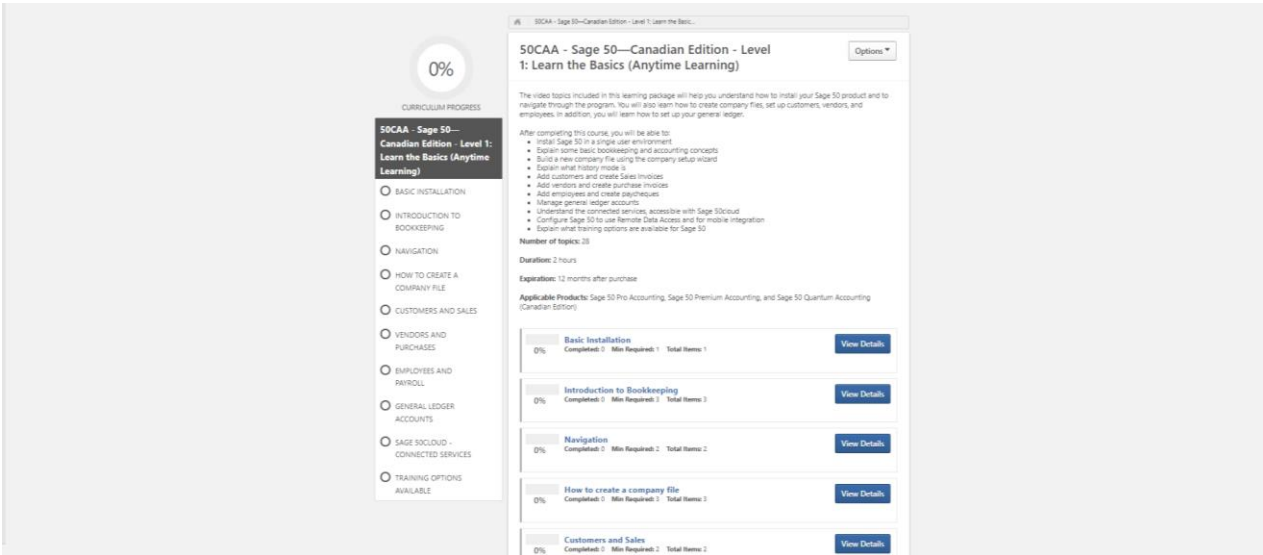 50CAA - Sage 50—Canadian Edition - Level 1: Learn the Basic...
0%
CURRICULUM PROGRESS
50CAA - Sage 50—
Canadian Edition - Level 1:
Learn the Basics (Anytime
Learning)
BASIC INSTALLATION
INTRODUCTION TO
BOOKKEEPING
NAVIGATION
HOW TO CREATE A
COMPANY FILE
CUSTOMERS AND SALES
VENDORS AND
PURCHASES
EMPLOYEES AND
PAYROLL
GENERAL LEDGER
ACCOUNTS
SAGE 50CLOUD -
CONNECTED SERVICES
TRAINING OPTIONS
AVAILABLE
50CAA - Sage 50—Canadian Edition - Level
1: Learn the Basics (Anytime Learning)
Options
The video topics included in this learning package will help you understand how to install your Sage 50 product and to
navigate through the program. You will also learn how to create company files, set up customers, vendors, and
employees. In addition, you will learn how to set up your general ledger.
After completing this course, you will be able to:
Install Sage 50 in a single user environment
Explain some basic bookkeeping and accounting concepts
Build a new company file using the company setup wizard
Explain what history mode is
Add customers and create Sales Invoices
Add vendors and create purchase invoices
Add employees and create paycheques
Manage general ledger accounts
Understand the connected services, accessible with Sage 50cloud
Configure Sage 50 to use Remote Data Access and for mobile integration
Explain what training options are available for Sage 50
Number of topics: 28
Duration: 2 hours
Expiration: 12 months after purchase
Applicable Products: Sage 50 Pro Accounting, Sage 50 Premium Accounting, and Sage 50 Quantum Accounting
(Canadian Edition)
Basic Installation
0% Completed: 0 Min Required: 1 Total Items: 1
View Details
Introduction to Bookkeeping
0% Completed: 0 Min Required: 3 Total Items: 3
View Details
Navigation
0% Completed: 0 Min Required: 2 Total Items: 2
View Details
How to create a company file
0% Completed: 0 Min Required: 3 Total Items: 3
View Details
Customers and Sales
0% Completed: 0 Min Required: 2 Total Items: 2
View Details